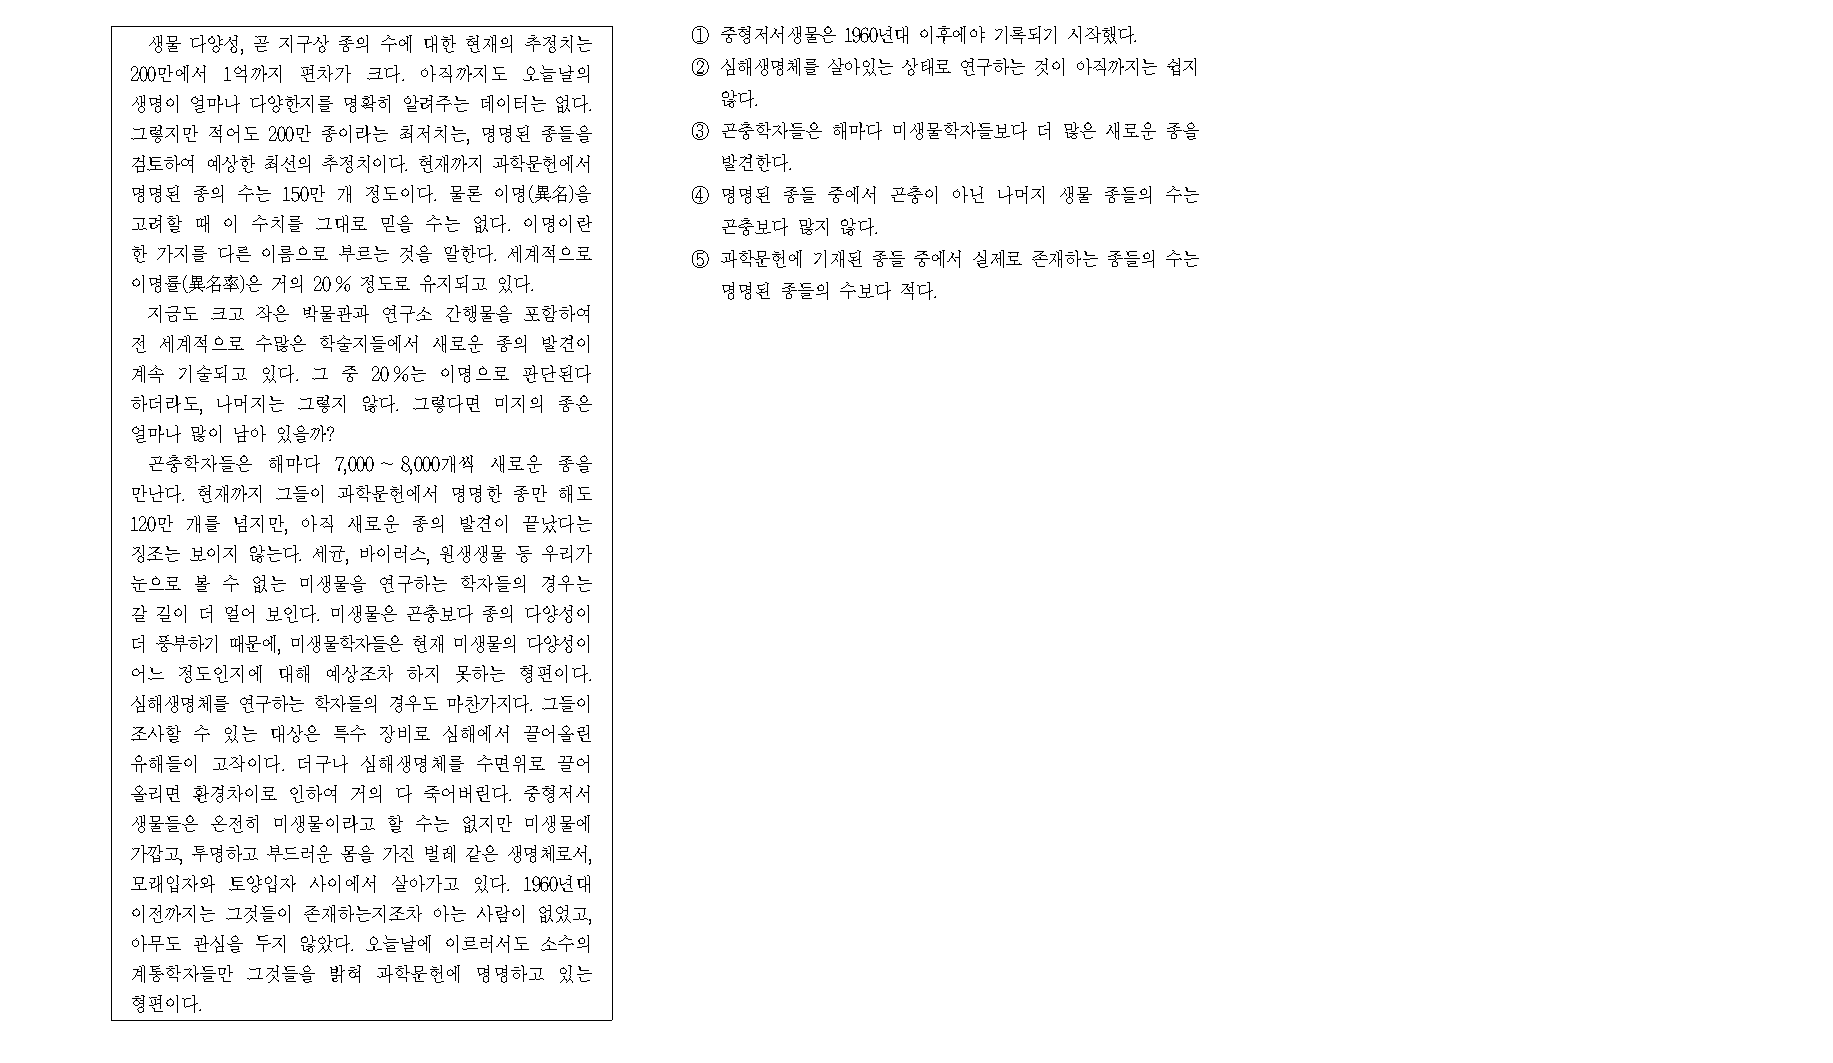 생물 다양성, 곧 지구상 종의 수에 대한 현재의 추정치는
200만에서 1억까지 편차가 크다. 아직까지도 오늘날의
생명이 얼마나 다양한지를 명확히 알려주는 데이터는 없다.
그렇지만 적어도 200만 종이라는 최저치는, 명명된 종들을
검토하여 예상한 최선의 추정치이다. 현재까지 과학문헌에서
명명된 종의 수는 150만 개 정도이다. 물론 이명(異名)을
고려할 때 이 수치를 그대로 믿을 수는 없다. 이명이란
한 가지를 다른 이름으로 부르는 것을 말한다. 세계적으로
이명률(異名率)은 거의 20% 정도로 유지되고 있다.
지금도 크고 작은 박물관과 연구소 간행물을 포함하여
전 세계적으로 수많은 학술지들에서 새로운 종의 발견이
계속 기술되고 있다. 그 중 20%는 이명으로 판단된다
하더라도, 나머지는 그렇지 않다. 그렇다면 미지의 종은
얼마나 많이 남아 있을까?
곤충학자들은 해마다 7,000 ~ 8,000개씩 새로운 종을
만난다. 현재까지 그들이 과학문헌에서 명명한 종만 해도
120만 개를 넘지만, 아직 새로운 종의 발견이 끝났다는
징조는 보이지 않는다. 세균, 바이러스, 원생생물 등 우리가
눈으로 볼 수 없는 미생물을 연구하는 학자들의 경우는
갈 길이 더 멀어 보인다. 미생물은 곤충보다 종의 다양성이
더 풍부하기 때문에, 미생물학자들은 현재 미생물의 다양성이
어느 정도인지에 대해 예상조차 하지 못하는 형편이다.
심해생명체를 연구하는 학자들의 경우도 마찬가지다. 그들이
조사할 수 있는 대상은 특수 장비로 심해에서 끌어올린
유해들이 고작이다. 더구나 심해생명체를 수면위로 끌어
올리면 환경차이로 인하여 거의 다 죽어버린다. 중형저서
생물들은 온전히 미생물이라고 할 수는 없지만 미생물에
가깝고, 투명하고 부드러운 몸을 가진 벌레 같은 생명체로서,
모래입자와 토양입자 사이에서 살아가고 있다. 1960년대
이전까지는 그것들이 존재하는지조차 아는 사람이 없었고,
아무도 관심을 두지 않았다. 오늘날에 이르러서도 소수의
계통학자들만 그것들을 밝혀 과학문헌에 명명하고 있는
형편이다.
① 중형저서생물은 1960년대 이후에야 기록되기 시작했다.
② 심해생명체를 살아있는 상태로 연구하는 것이 아직까지는 쉽지
않다.
③ 곤충학자들은 해마다 미생물학자들보다 더 많은 새로운 종을
발견한다.
④ 명명된 종들 중에서 곤충이 아닌 나머지 생물 종들의 수는
곤충보다 많지 않다.
⑤ 과학문헌에 기재된 종들 중에서 실제로 존재하는 종들의 수는
명명된 종들의 수보다 적다.